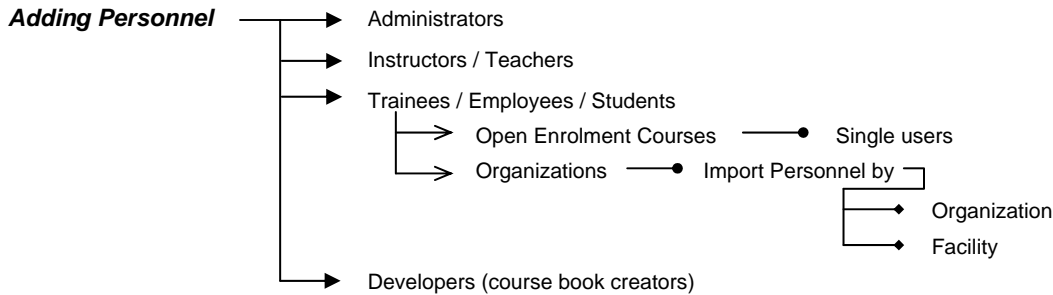 Adding Personnel
Administrators
Instructors / Teachers
Trainees / Employees / Students
Open Enrolment Courses
Single users
Organizations
Import Personnel by
Organization
Facility
Developers (course book creators)